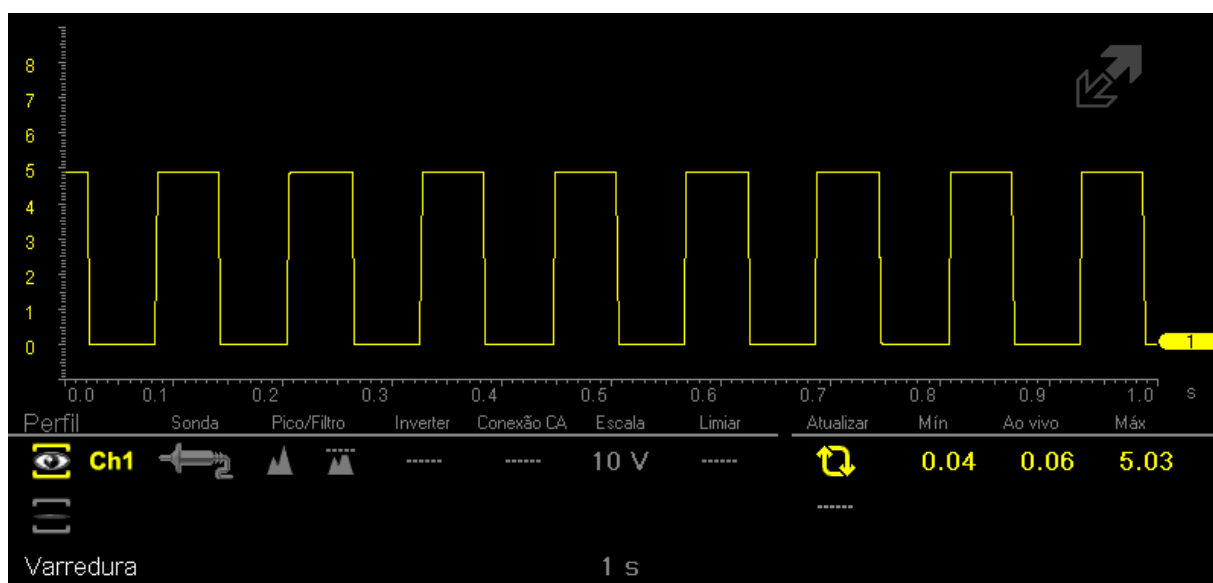 8
7
6
5
4
3
2
1
0
1
0.0 0.1 0.2 0.3 0.4 0.5 0.6 0.7 0.8 0.9 1.0 s
Perfil Sonda Pico/Filtro Inverter Conexão CA Escala Limiar Atualizar Mín Ao vivo Máx
Ch1 ------ ------ 10 V ------ 0.04 0.06 5.03
------
Varredura 1 s